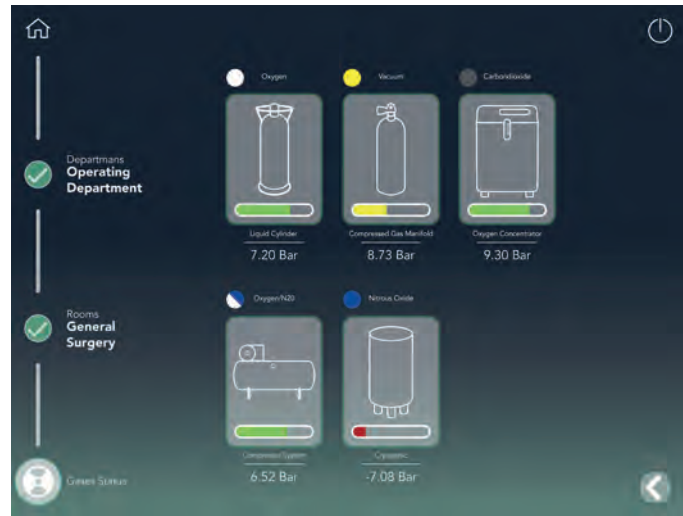 Oxygen
Vacuum
Carbondioxide
Departmans
Operating
Department
Liquid Cylinder
Compressed Gas Manifold
Oxygen Concentrator
7.20 Bar
8.73 Bar
9.30 Bar
Oxygen/N20
Nitrous Oxide
Rooms
General
Surgery
Compressor System
Cryogenic
6.52 Bar
-7.08 Bar
Gases Status